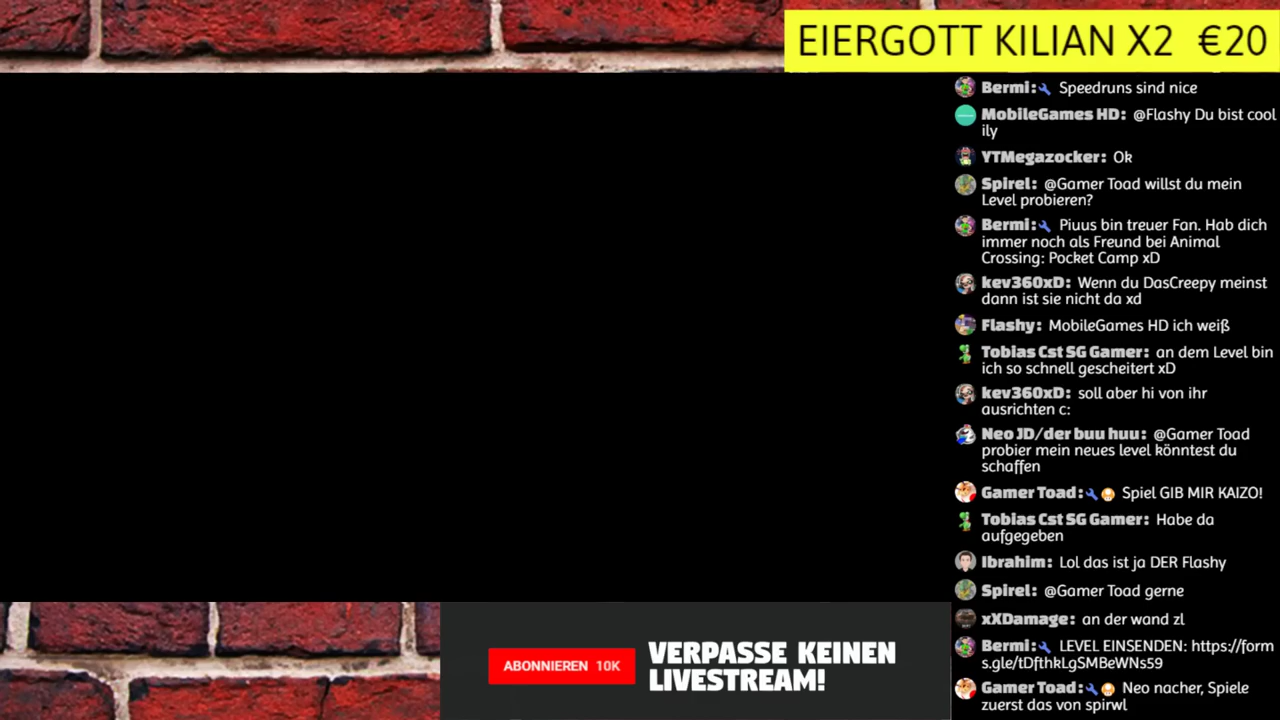 EIERGOTT KILIAN X2 €20
Bermi: Speedruns sind nice
MobileGames HD: @Flashy Du bist cool
ily
YTMegazocker: Ok
Spirel: @Gamer Toad willst du mein
Level probieren?
Bermi: Piuus bin treuer Fan. Hab dich
immer noch als Freund bei Animal
Crossing: Pocket Camp xD
kev360xD: Wenn du DasCreepy meinst
dann ist sie nicht da xd
Flashy: MobileGames HD ich weiß
Tobias Cst SG Gamer: an dem Level bin
ich so schnell gescheitert xD
kev360xD: soll aber hi von ihr
ausrichten c:
Neo JD/der buu huu: @Gamer Toad
probier mein neues level könntest du
schaffen
Gamer Toad: Spiel GIB MIR KAIZO!
Tobias Cst SG Gamer: Habe da
aufgegeben
Ibrahim: Lol das ist ja DER Flashy
Spirel: @Gamer Toad gerne
xXDamage: an der wand zl
Bermi: LEVEL EINSENDEN: https://form
s.gle/tDfthkLgSMBeWNs59
Gamer Toad: Neo nacher, Spiele
zuerst das von spirwl
ABONNIEREN 10K
VERPASSE KEINEN
LIVESTREAM!